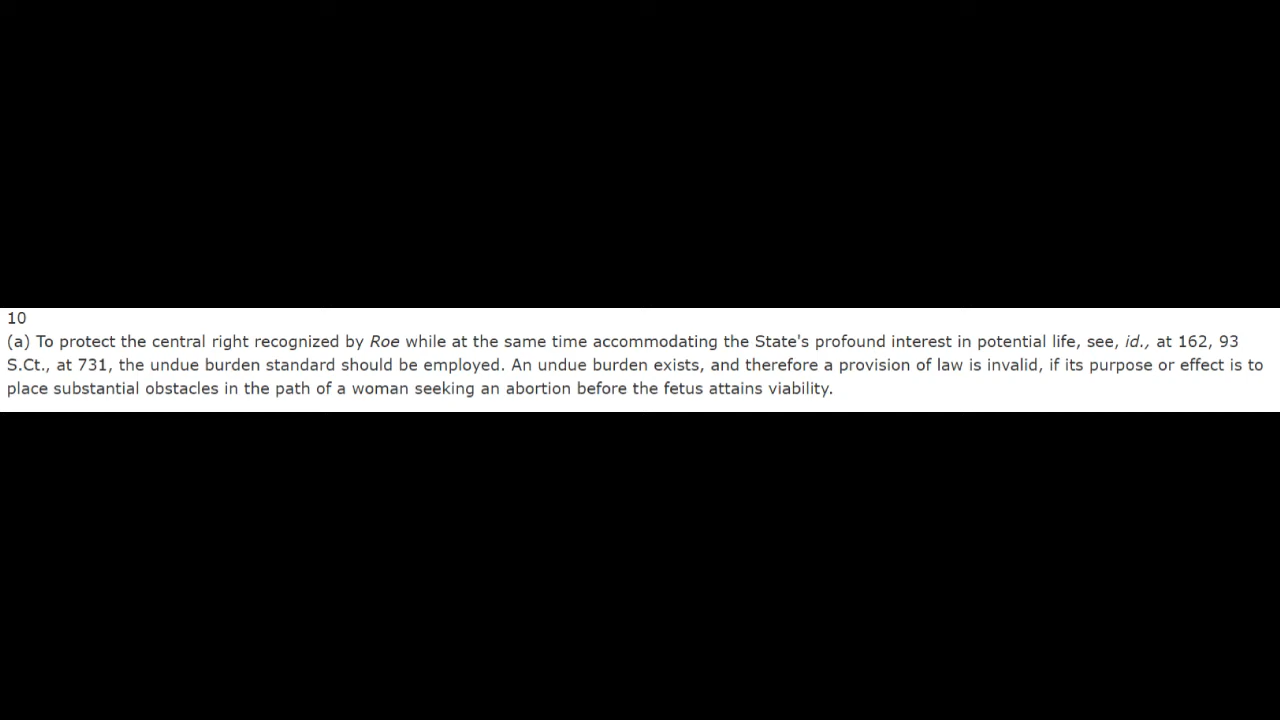 10
(a) To protect the central right recognized by Roe while at the same time accommodating the State's profound interest in potential life, see, id., at 162, 93
S.Ct., at 731, the undue burden standard should be employed. An undue burden exists, and therefore a provision of law is invalid, if its purpose or effect is to
place substantial obstacles in the path of a woman seeking an abortion before the fetus attains viability.